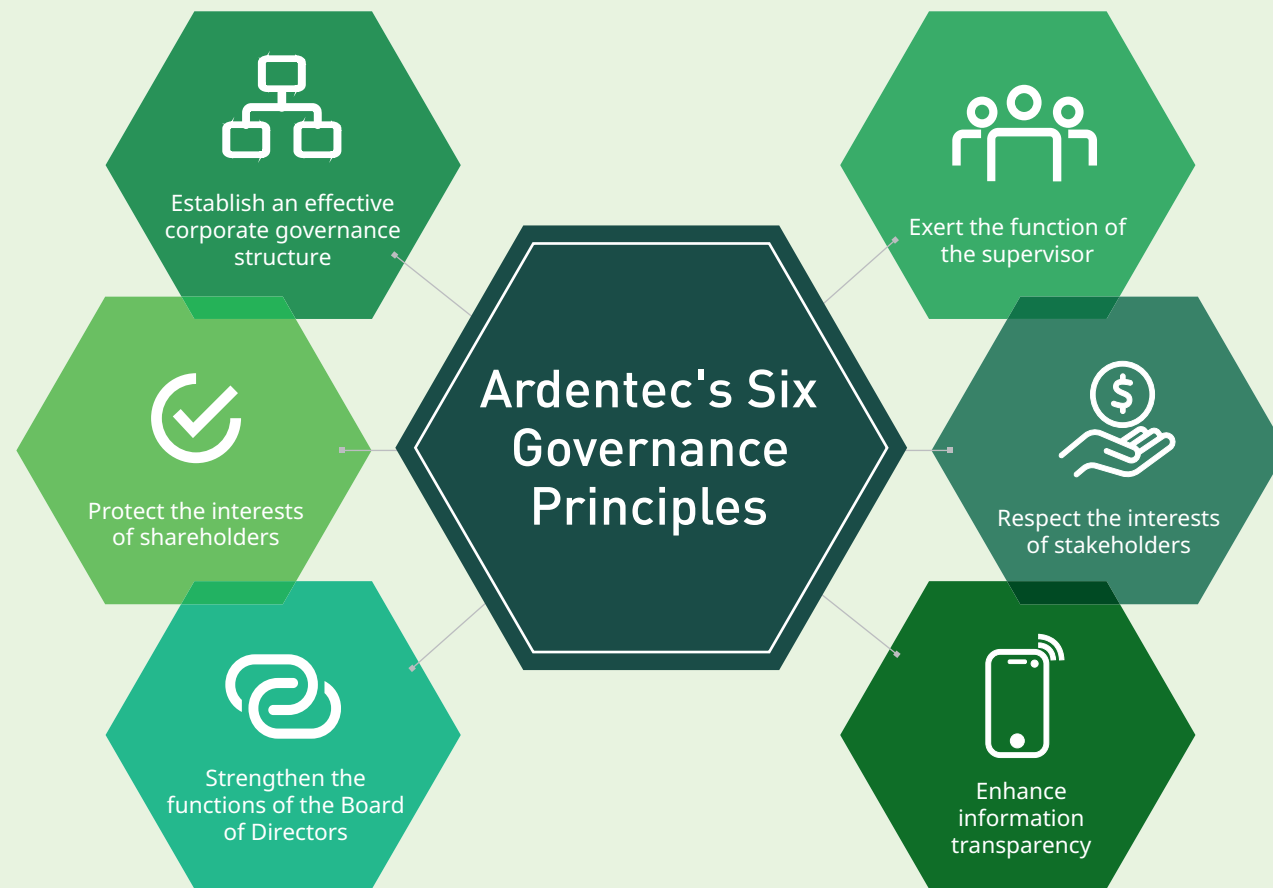 Establish an effective
corporate governance
structure
Exert the function of
the supervisor
Ardentec's Six
Governance
Principles
Protect the interests
of shareholders
Respect the interests
of stakeholders
Strengthen the
functions of the Board
of Directors
Enhance
information
transparency